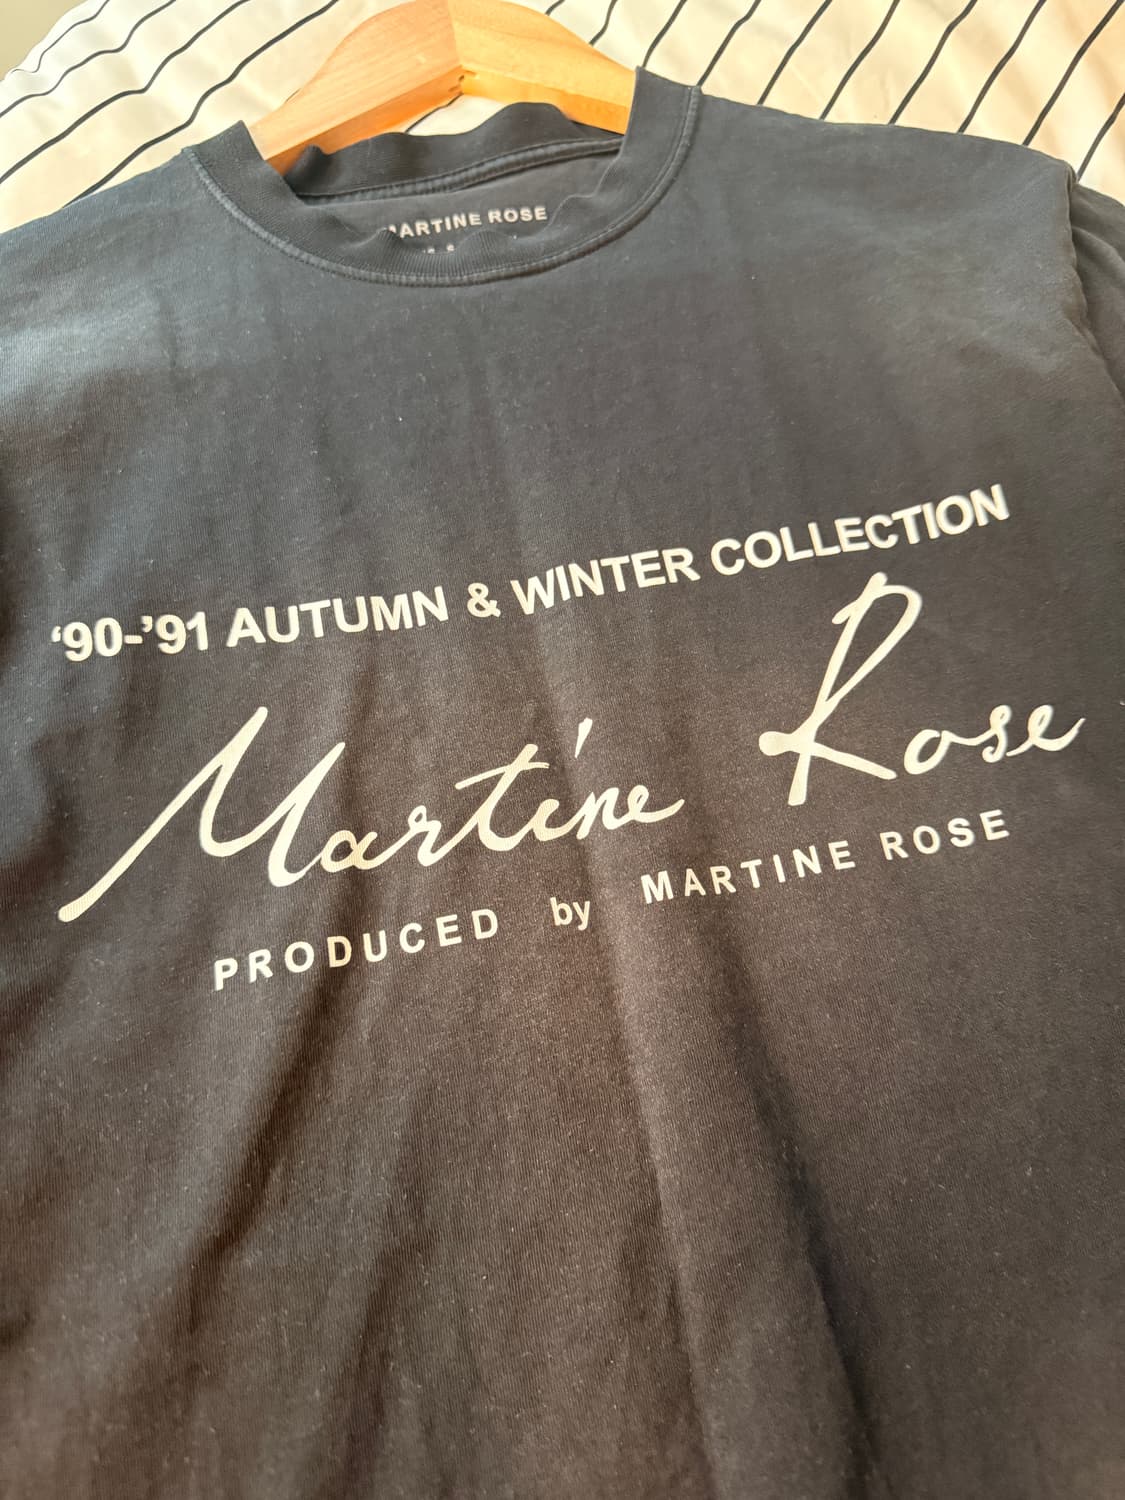 MARTINE ROSE
‘90-’91 AUTUMN & WINTER COLLECTION
Martine Rose
PRODUCED by MARTINE ROSE